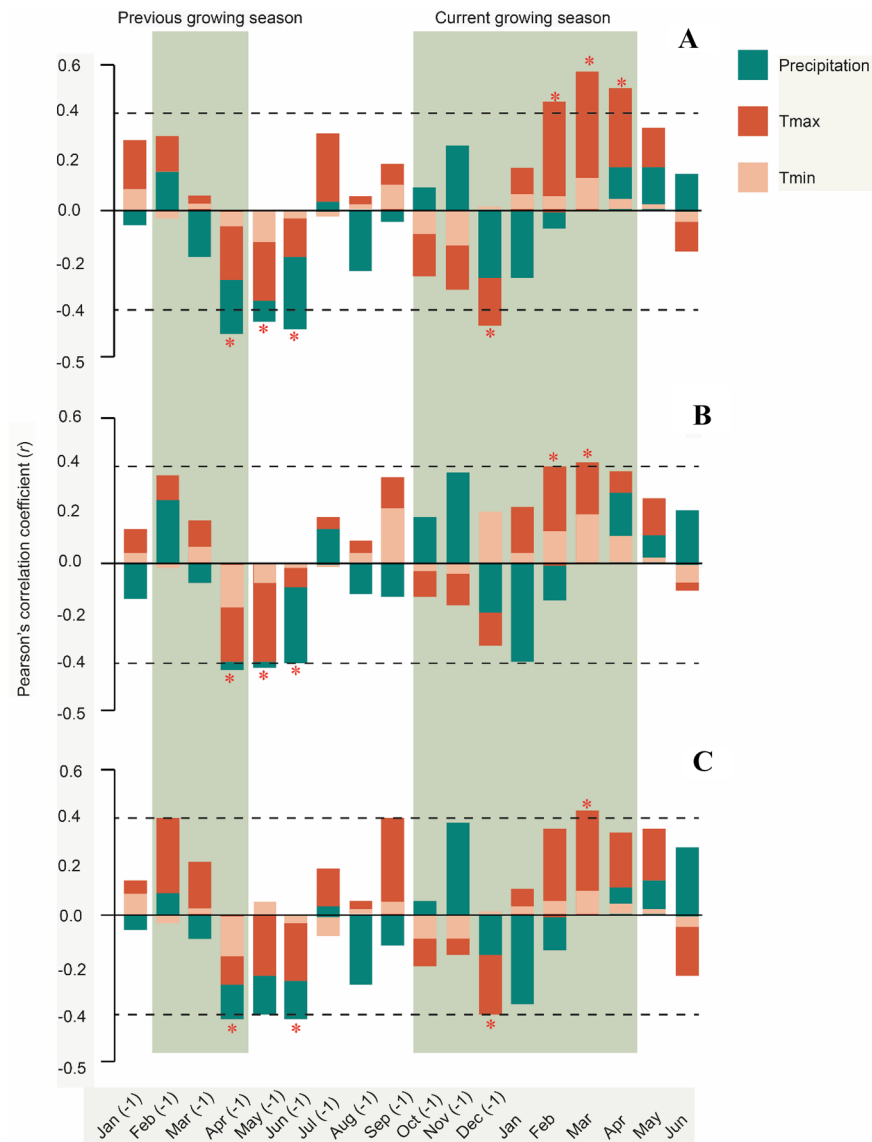 Previous growing season
Current growing season
A
Precipitation
Tmax
Tmin
0.6
0.4
0.2
0.0
-0.2
-0.4
-0.5
*
*
*
*
*
*
*
B
0.6
0.4
0.2
0.0
-0.2
-0.4
-0.5
*
*
*
*
*
C
0.6
0.4
0.2
0.0
-0.2
-0.4
-0.5
*
*
*
*
Pearson's correlation coefficient (r)
Jan (-1)
Feb (-1)
Mar (-1)
Apr (-1)
May (-1)
Jun (-1)
Jul (-1)
Aug (-1)
Sep (-1)
Oct (-1)
Nov (-1)
Dec (-1)
Jan
Feb
Mar
Apr
May
Jun